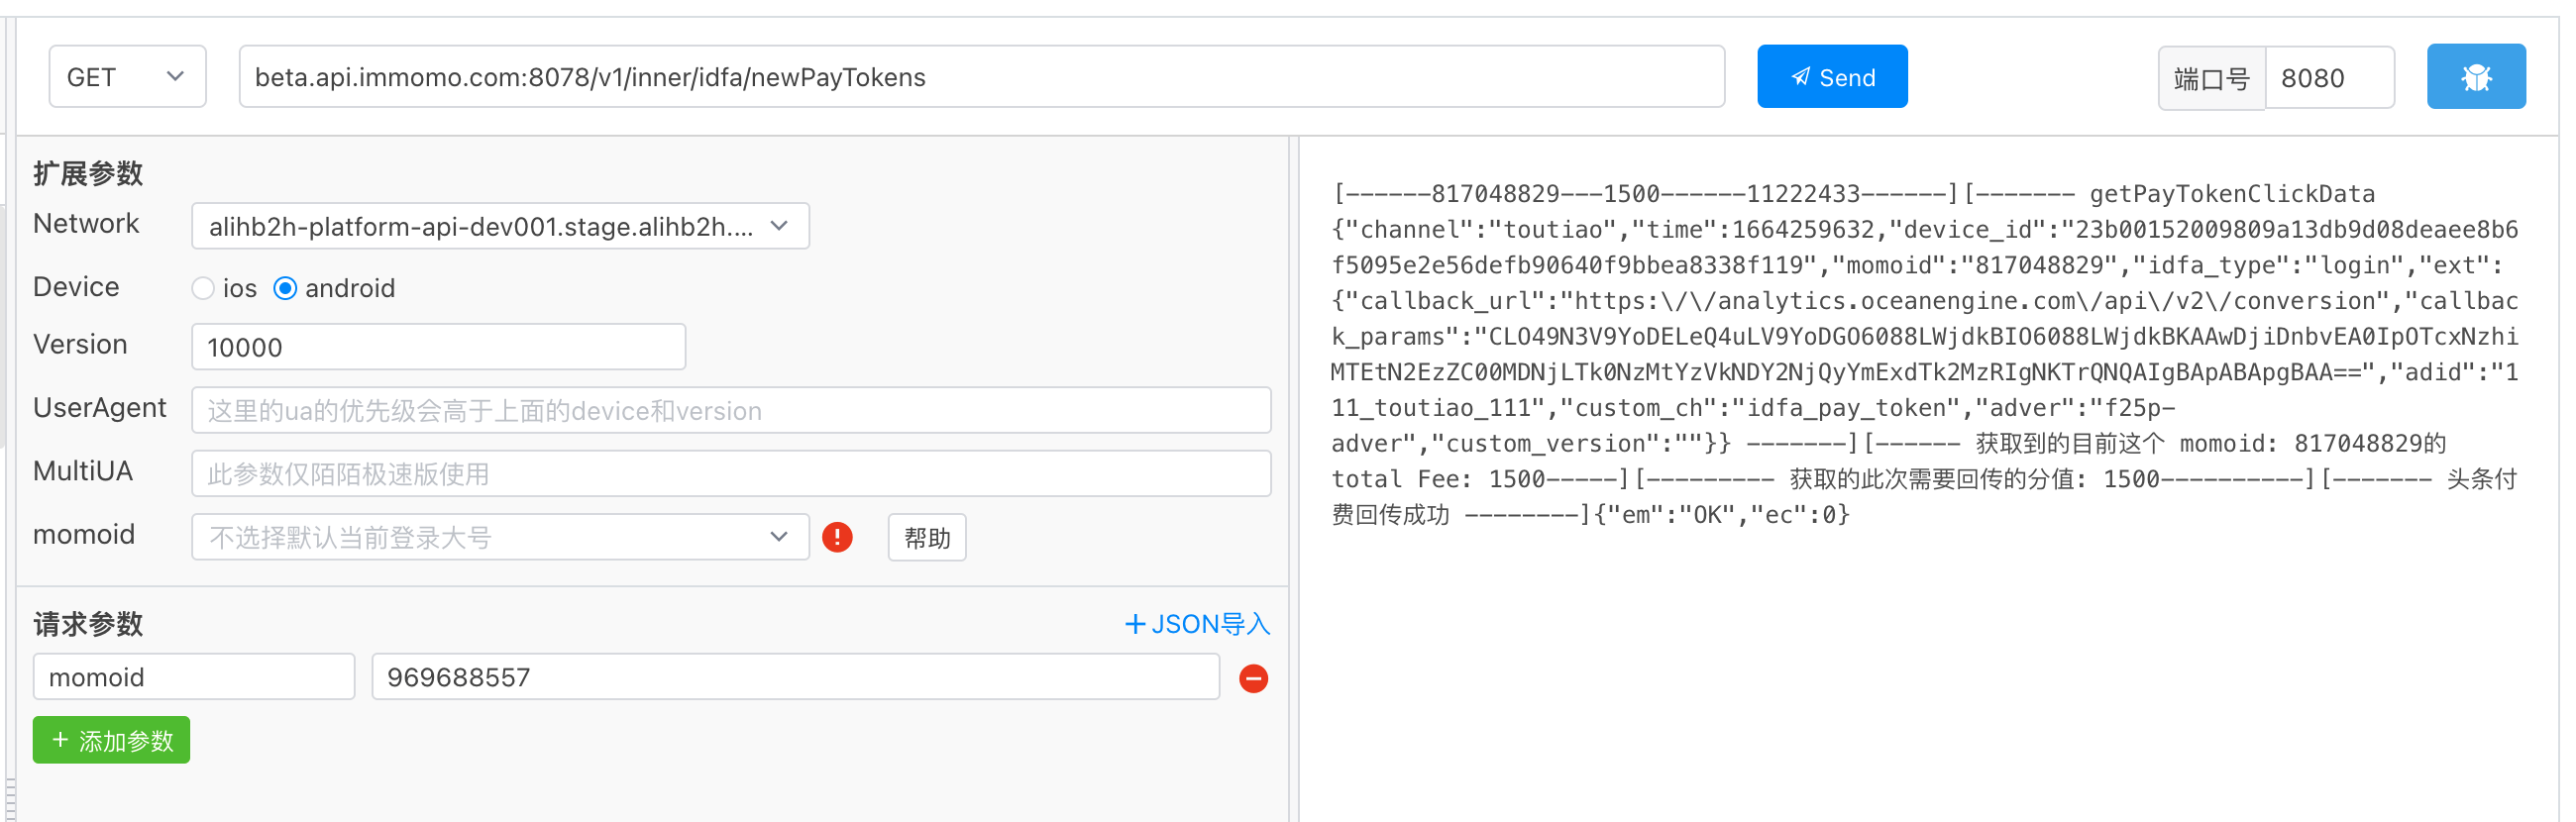 GET
beta.api.immomo.com:8078/v1/inner/idfa/newPayTokens
Send
端口号
8080
扩展参数
Network
alihb2h-platform-api-dev001.stage.alihb2h....
Device
ios
android
Version
10000
UserAgent
这里的ua的优先级会高于上面的device和version
MultiUA
此参数仅陌陌极速版使用
momoid
不选择默认当前登录大号
帮助
请求参数
+JSON导入
momoid
969688557
+ 添加参数
[------817048829---1500------11222433------][------- getPayTokenClickData
{"channel":"toutiao","time":1664259632,"device_id":"23b00152009809a13db9d08deaee8b6
f5095e2e56defb90640f9bbea8338f119","momoid":"817048829","idfa_type":"login","ext":
{"callback_url":"https:\/\/analytics.oceanengine.com\/api\/v2\/conversion","callbac
k_params":"CLO49N3V9YoDELeQ4uLV9YoDGO6088LWjdkBIO6088LWjdkBKAAwDjiDnbvEA0IpOTcxNzhi
MTEtN2EzZC00MDNjLTk0NzMtYzVkNDY2NjQyYmExdTk2MzRIgNKTrQNQAIgBApABApgBAA==","adid":"1
11_toutiao_111","custom_ch":"idfa_pay_token","adver":"f25p-
adver","custom_version":""}} -------][------ 获取到的目前这个 momoid: 817048829的
total Fee: 1500-----][--------- 获取的此次需要回传的分值: 1500----------][------- 头条付
费回传成功 --------]{"em":"OK","ec":0}